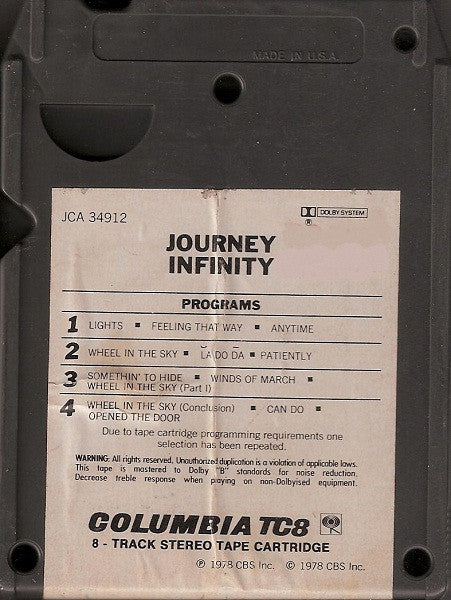 MADE IN U.S.A.
JCA 34912
DOLBY SYSTEM
®
JOURNEY
INFINITY
PROGRAMS
1 LIGHTS ■ FEELING THAT WAY ■ ANYTIME
2 WHEEL IN THE SKY ■ LĂ DO DĀ ■ PATIENTLY
3 SOMETHIN' TO HIDE ■ WINDS OF MARCH ■
WHEEL IN THE SKY (Part I)
4 WHEEL IN THE SKY (Conclusion) ■ CAN DO ■
OPENED THE DOOR
Due to tape cartridge programming requirements one
selection has been repeated.
WARNING: All rights reserved. Unauthorized duplication is a violation of applicable laws.
This tape is mastered to Dolby "B" standards for noise reduction.
Decrease treble response when playing on non-Dolbyised equipment.
COLUMBIA TC8
8 - TRACK STEREO TAPE CARTRIDGE
℗ 1978 CBS Inc. © 1978 CBS Inc.